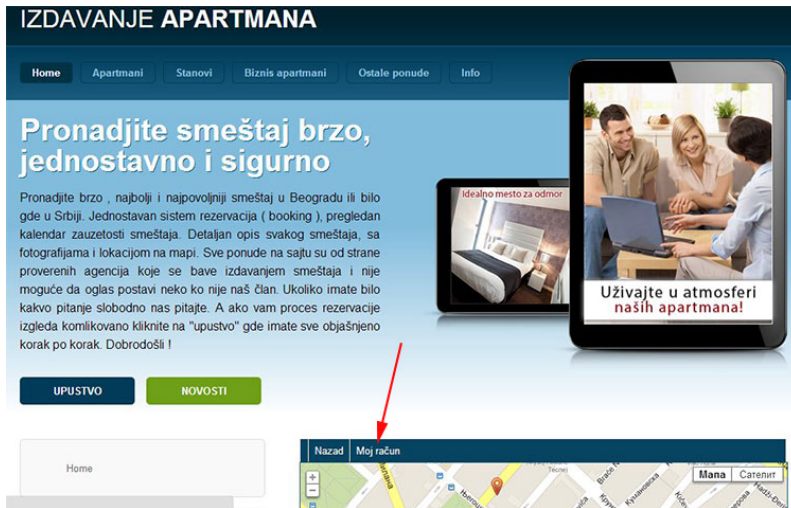 IZDAVANJE APARTMANA
Home Apartmani Stanovi Biznis apartmani Ostale ponude Info
Pronadjite smeštaj brzo,
jednostavno i sigurno
Pronadjite brzo , najbolji i najpovoljniji smeštaj u Beogradu ili bilo
gde u Srbiji. Jednostavan sistem rezervacija ( booking ), pregledan
kalendar zauzetosti smeštaja. Detaljan opis svakog smeštaja, sa
fotografijama i lokacijom na mapi. Sve ponude na sajtu su od strane
proverenih agencija koje se bave izdavanjem smeštaja i nije
moguće da oglas postavi neko ko nije naš član. Ukoliko imate bilo
kakvo pitanje slobodno nas pitajte. A ako vam proces rezervacije
izgleda komlikovano kliknite na "upustvo" gde imate sve objašnjeno
korak po korak. Dobrodošli !
Idealno mesto za odmor
Uživajte u atmosferi
naših apartmana!
UPUSTVO NOVOSTI
Home
Nazad Moj račun
Мапа Сателит